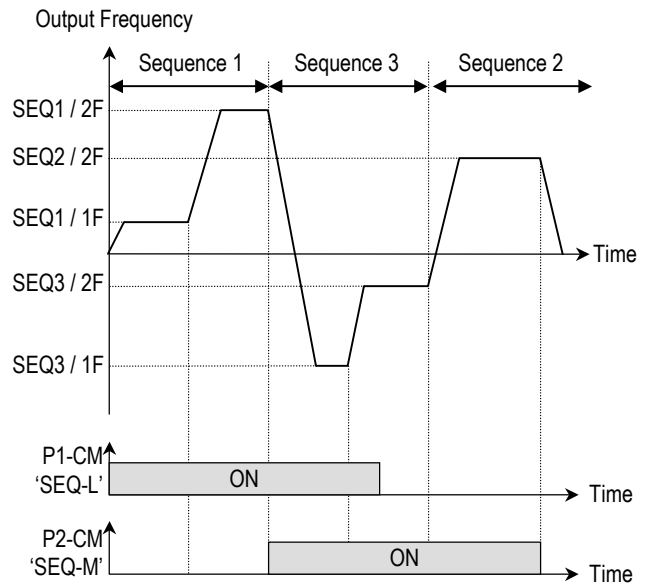 Output Frequency
Sequence 1
Sequence 3
Sequence 2
SEQ1 / 2F
SEQ2 / 2F
SEQ1 / 1F
Time
SEQ3 / 2F
SEQ3 / 1F
P1-CM
‘SEQ-L’
ON
Time
P2-CM
‘SEQ-M’
ON
Time